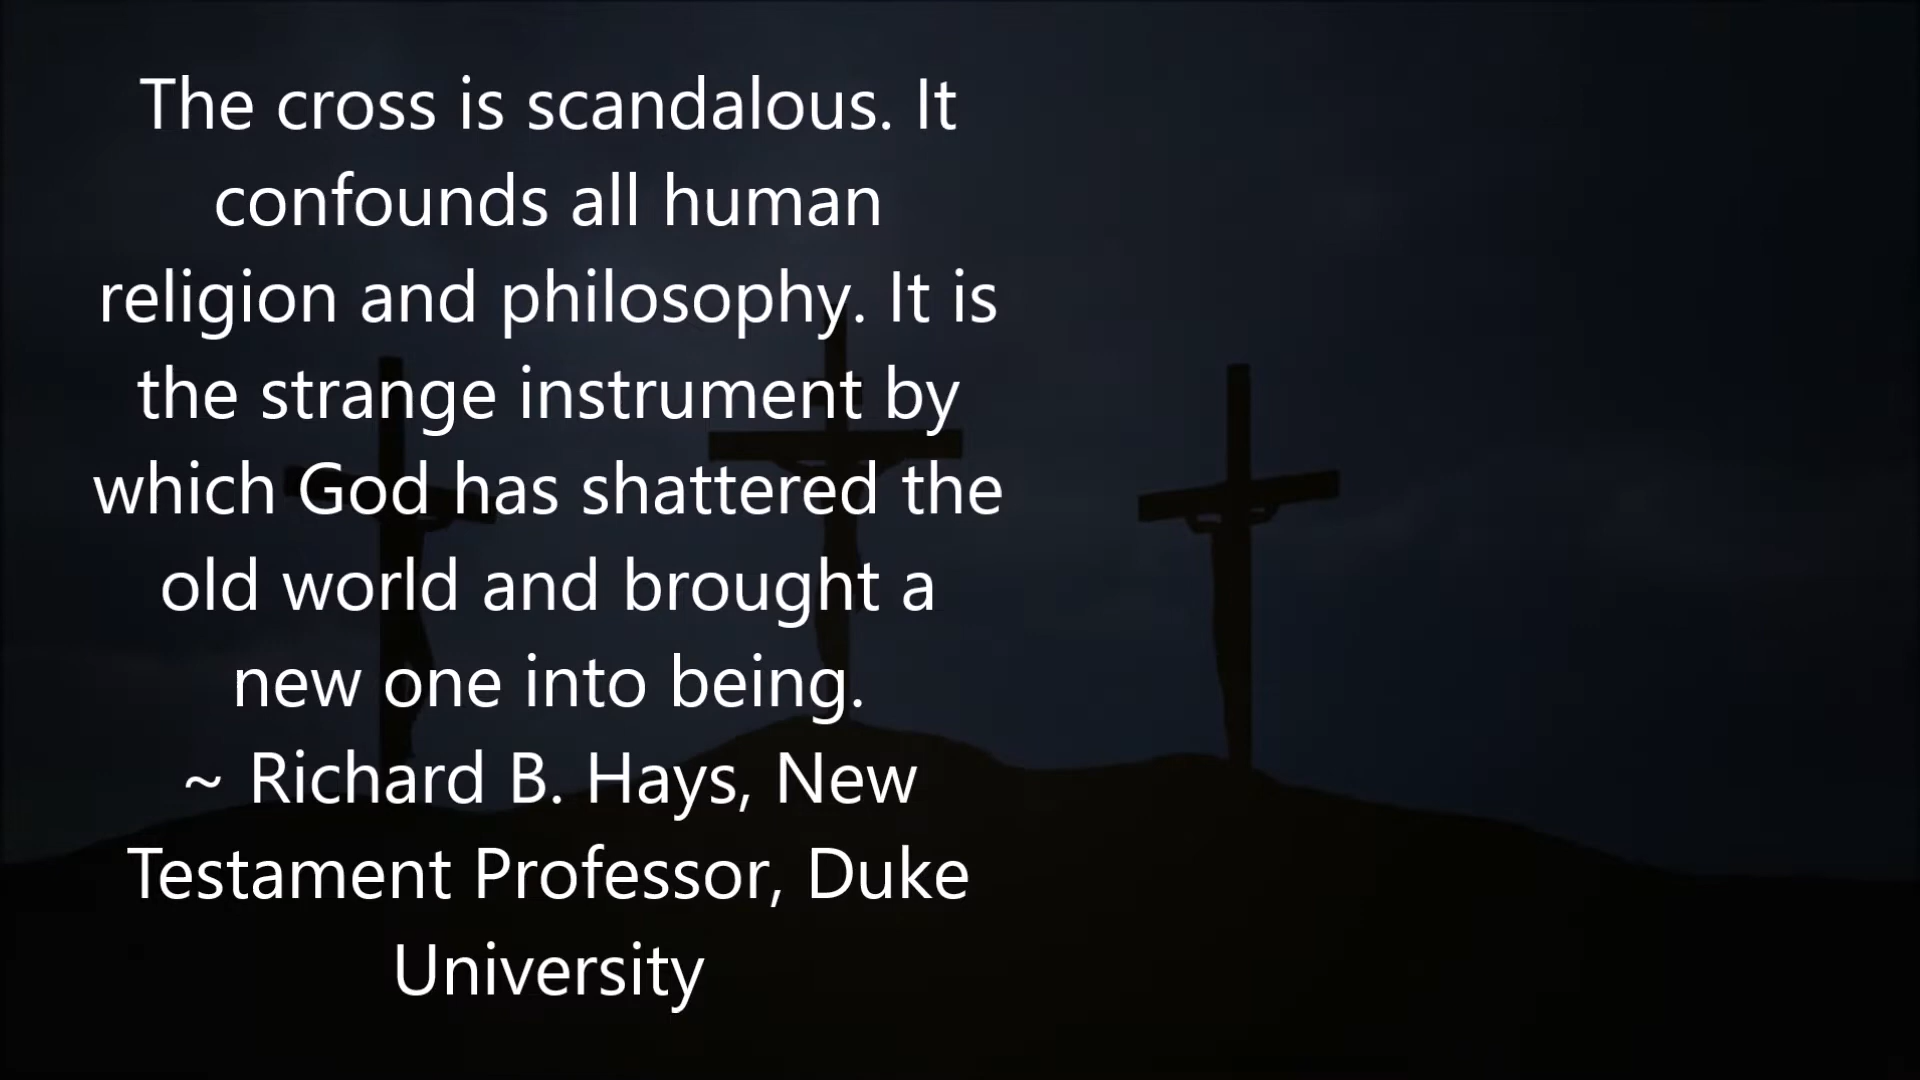 The cross is scandalous. It
confounds all human
religion and philosophy. It is
the strange instrument by
which God has shattered the
old world and brought a
new one into being.
~ Richard B. Hays, New
Testament Professor, Duke
University